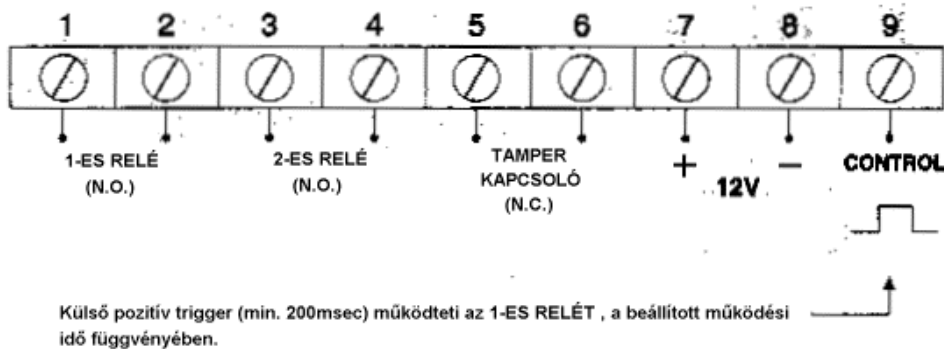 1 2 3 4 5 6 7 8 9
1-ES RELÉ
(N.O.)
2-ES RELÉ
(N.O.)
TAMPER
KAPCSOLÓ
(N.C.)
+ −
12V
CONTROL
Külső pozitív trigger (min. 200msec) működteti az 1-ES RELÉT , a beállított működési
idő függvényében.